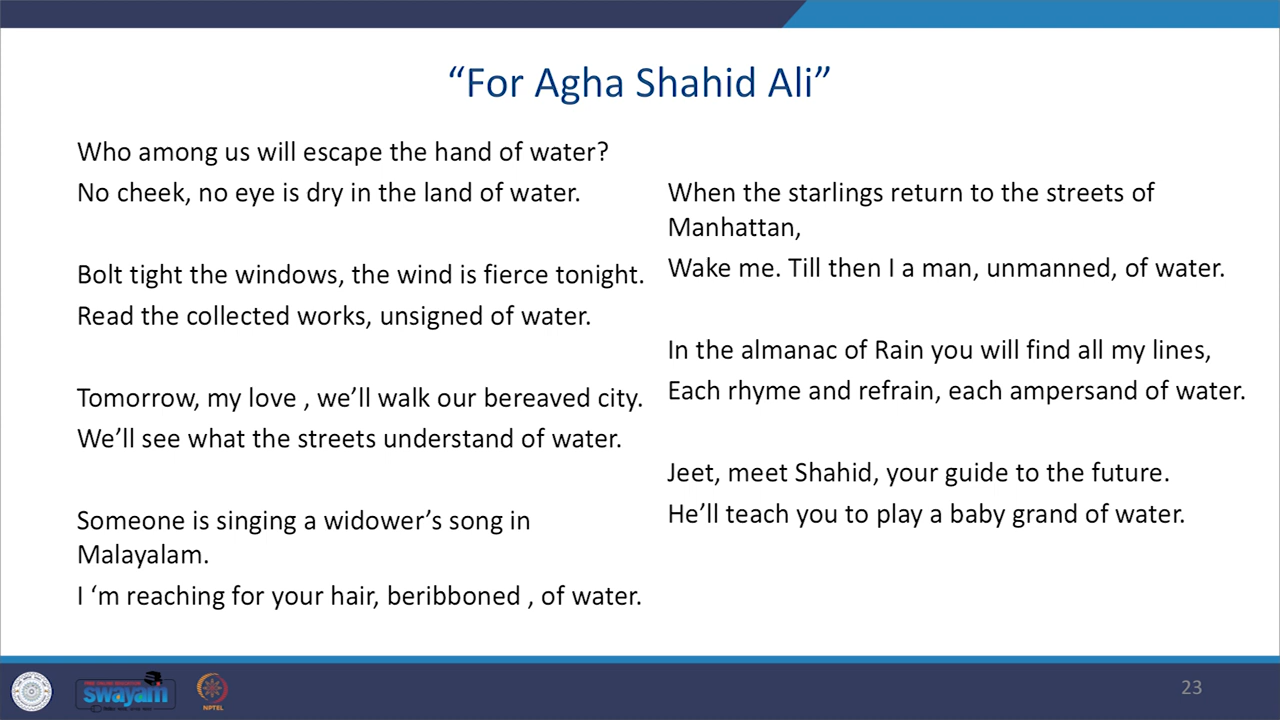 “For Agha Shahid Ali”
Who among us will escape the hand of water?
No cheek, no eye is dry in the land of water.
Bolt tight the windows, the wind is fierce tonight.
Read the collected works, unsigned of water.
Tomorrow, my love , we’ll walk our bereaved city.
We’ll see what the streets understand of water.
Someone is singing a widower’s song in
Malayalam.
I ‘m reaching for your hair, beribboned , of water.
When the starlings return to the streets of
Manhattan,
Wake me. Till then I a man, unmanned, of water.
In the almanac of Rain you will find all my lines,
Each rhyme and refrain, each ampersand of water.
Jeet, meet Shahid, your guide to the future.
He’ll teach you to play a baby grand of water.
swayam
NPTEL
23